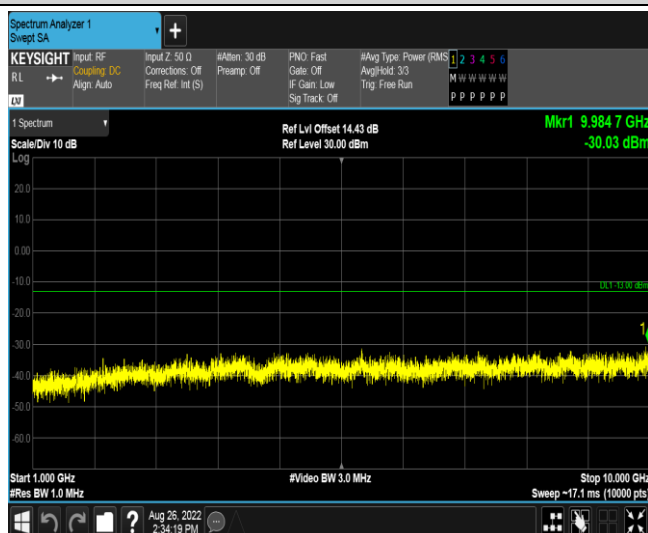 Spectrum Analyzer 1
Swept SA
+
KEYSIGHT
RL
Input: RF
Coupling: DC
Align: Auto
Input Z: 50 Ω
Corrections: Off
Freq Ref: Int (S)
#Atten: 30 dB
Preamp: Off
PNO: Fast
Gate: Off
IF Gain: Low
Sig Track: Off
#Avg Type: Power (RMS
Avg|Hold: 3/3
Trig: Free Run
1 2 3 4 5 6
M W W W W W
P P P P P P
LXI
1 Spectrum
Scale/Div 10 dB
Ref Lvl Offset 14.43 dB
Ref Level 30.00 dBm
Mkr1 9.984 7 GHz
-30.03 dBm
Log
20.0
10.0
0.00
-10.0
DL1 -13.00 dBm
-20.0
1
-30.0
-40.0
-50.0
-60.0
Start 1.000 GHz
#Video BW 3.0 MHz
Stop 10.000 GHz
#Res BW 1.0 MHz
Sweep ~17.1 ms (10000 pts)
?
Aug 26, 2022
2:34:19 PM